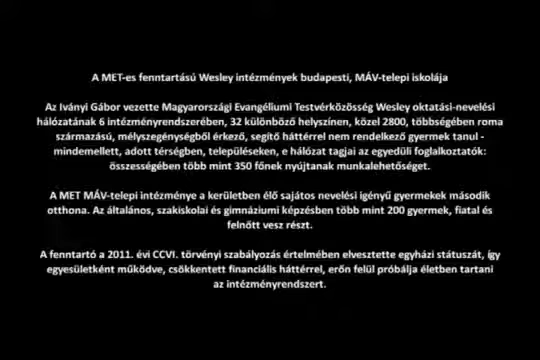 A MET-es fenntartású Wesley intézmények budapesti, MÁV-telepi iskolája
Az Iványi Gábor vezette Magyarországi Evangéliumi Testvérközösség Wesley oktatási-nevelési
hálózatának 6 intézményrendszerében, 32 különböző helyszínen, közel 2800, többségében roma
származású, mélyszegénységből érkező, segítő háttérrel nem rendelkező gyermek tanul -
mindemellett, adott térségben, településeken, e hálózat tagjai az egyedüli foglalkoztatók:
összességében több mint 350 főnek nyújtanak munkalehetőséget.
A MET MÁV-telepi intézménye a kerületben élő sajátos nevelési igényű gyermekek második
otthona. Az általános, szakiskolai és gimnáziumi képzésben több mint 200 gyermek, fiatal és
felnőtt vesz részt.
A fenntartó a 2011. évi CCVI. törvényi szabályozás értelmében elvesztette egyházi státuszát, így
egyesületként működve, csökkentett financiális háttérrel, erőn felül próbálja életben tartani
az intézményrendszert.